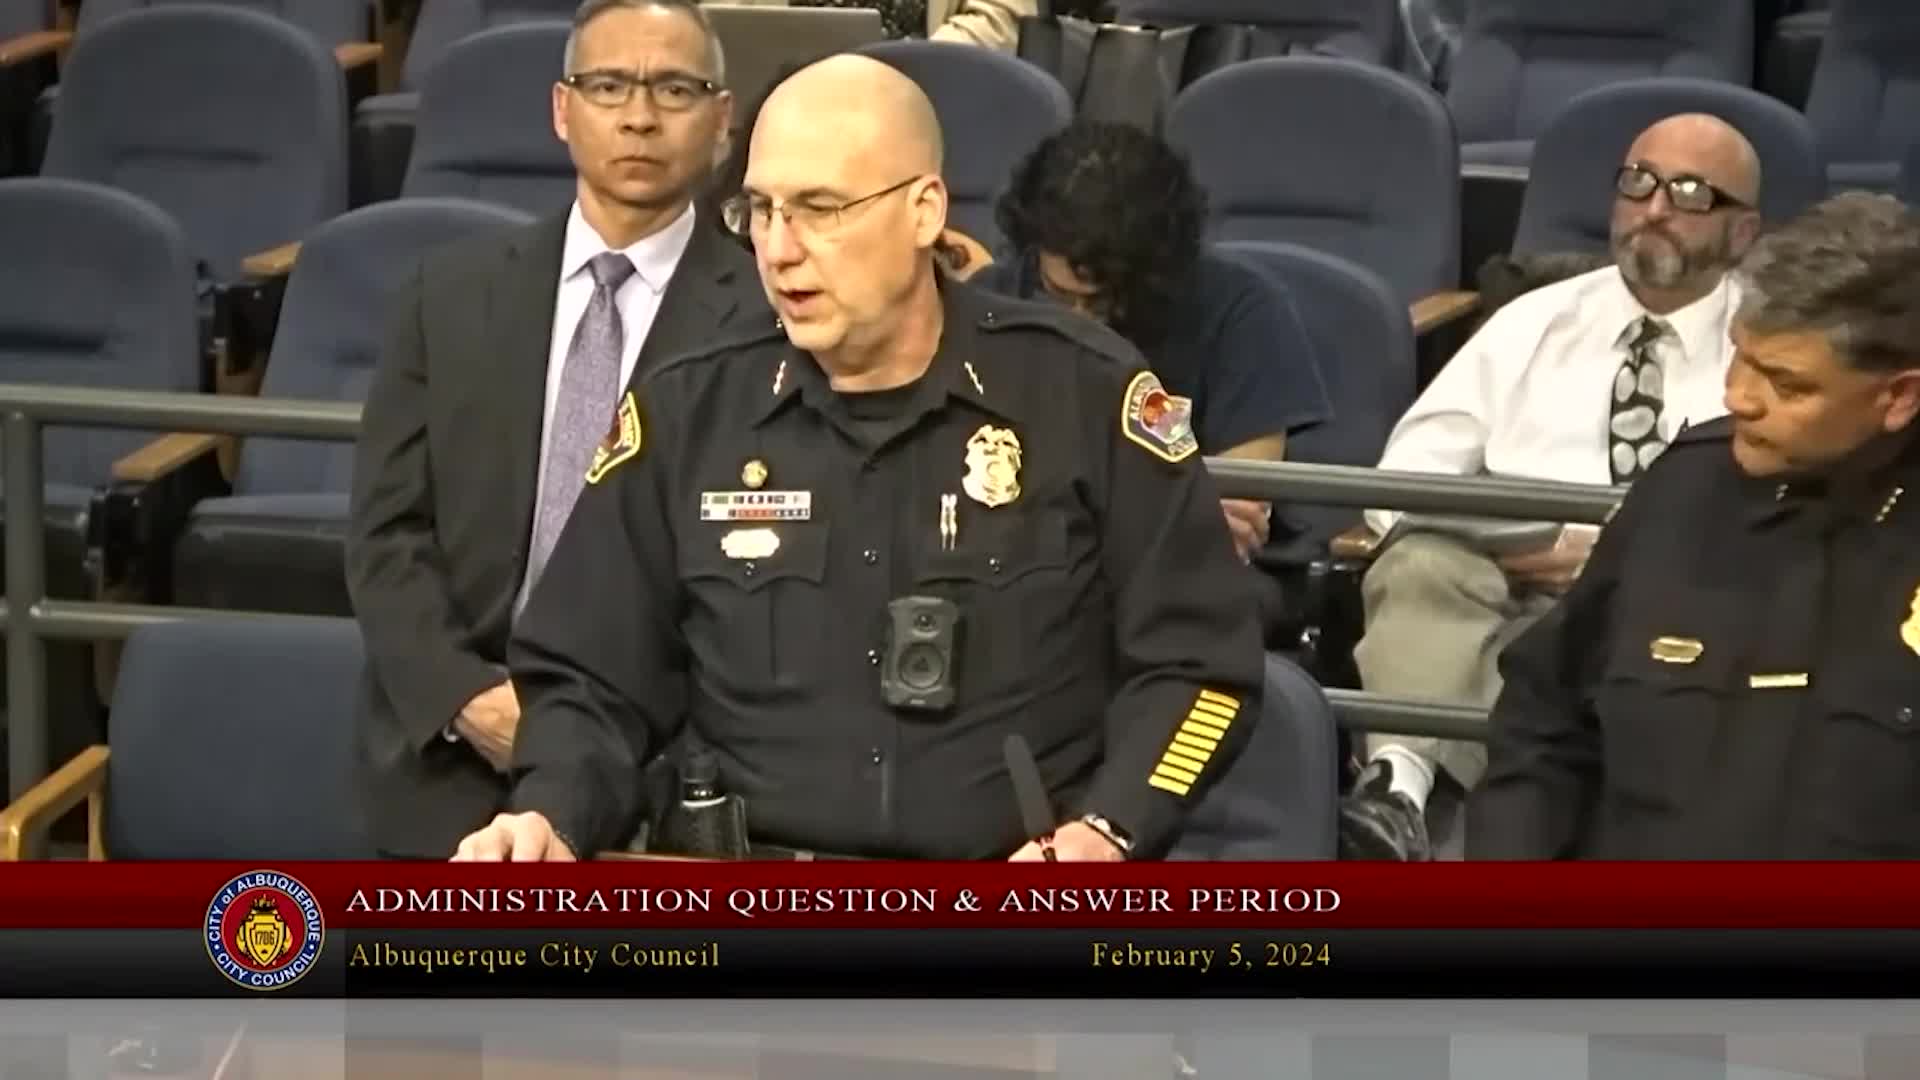 ADMINISTRATION QUESTION & ANSWER PERIOD
Albuquerque City Council
February 5, 2024
CITY of ALBUQUERQUE
1706
CITY COUNCIL